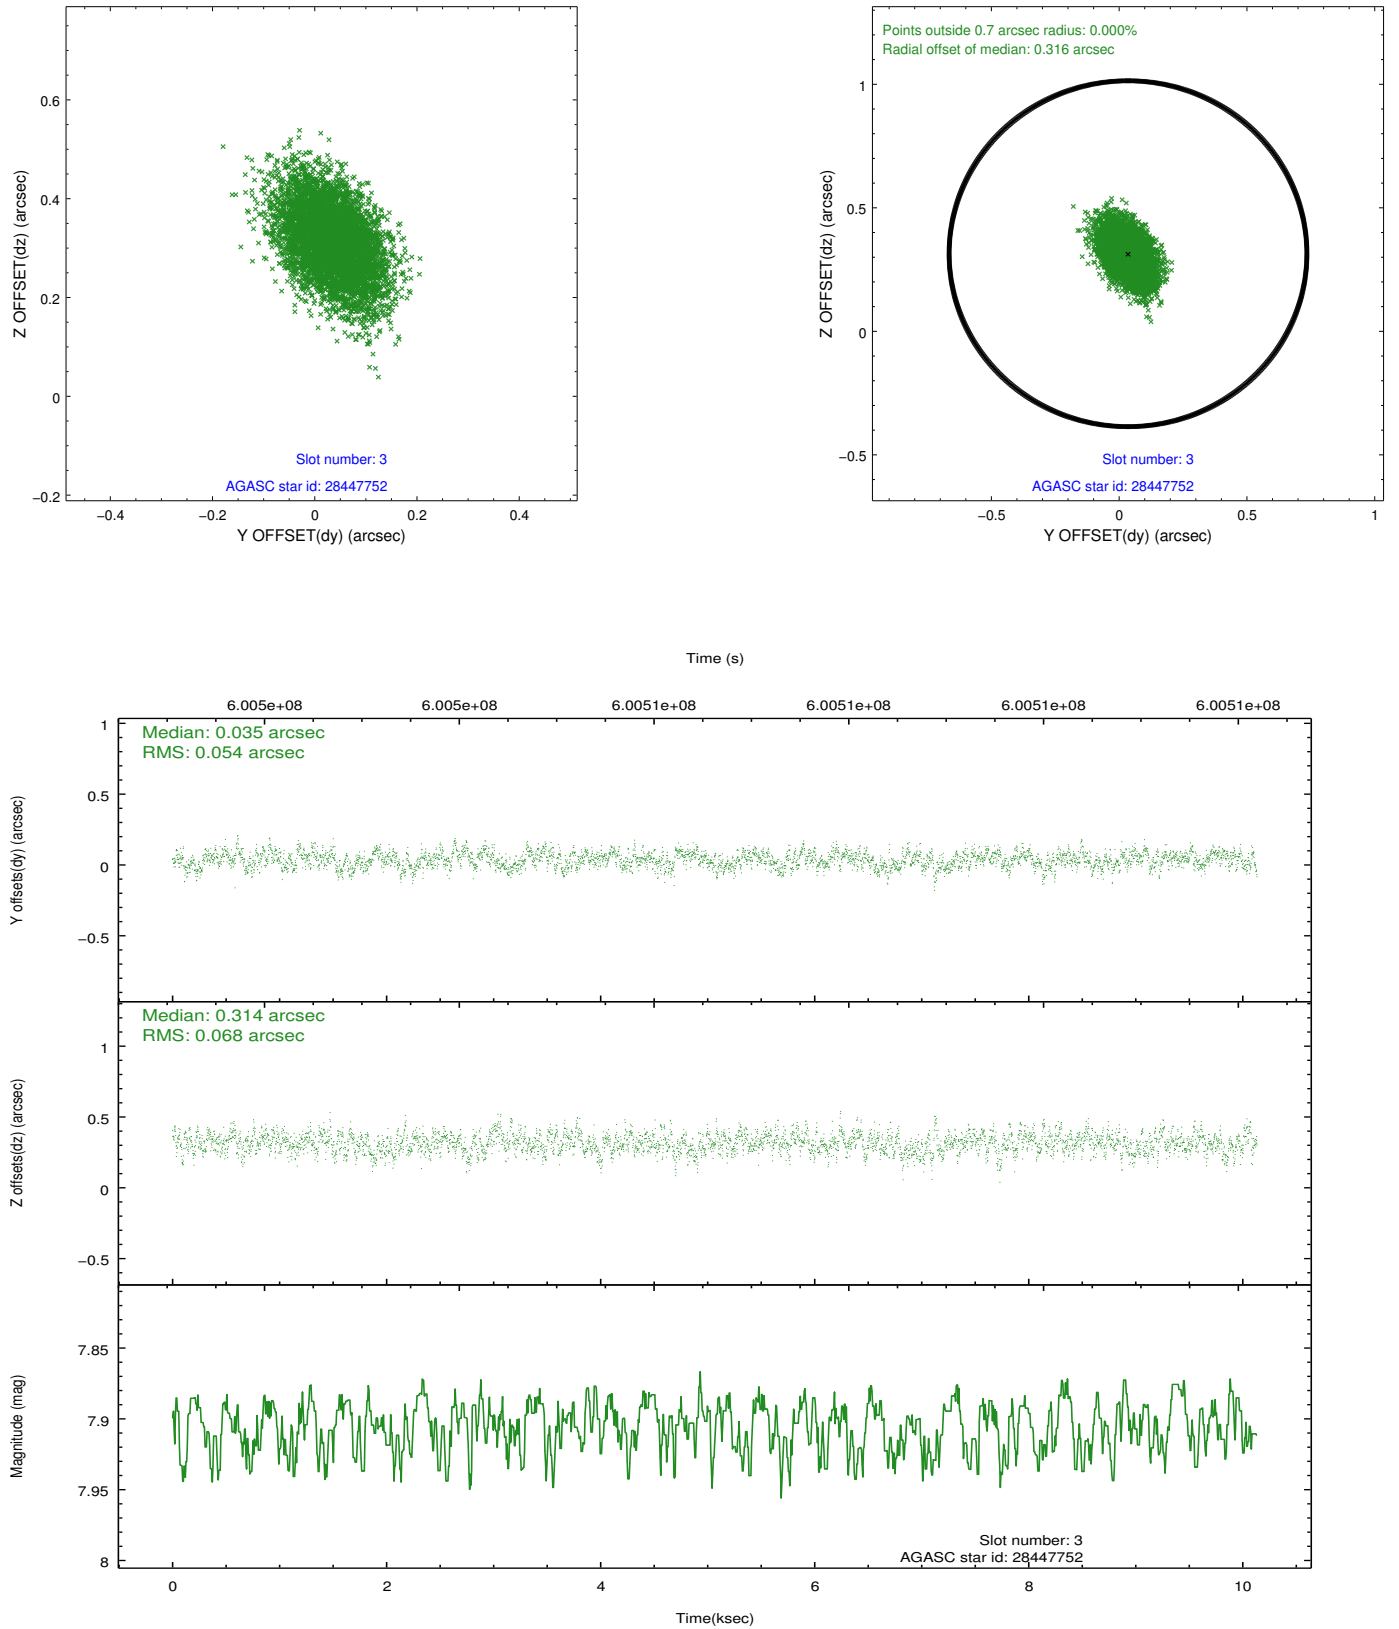 0.6
0.4
0.2
0
−0.2
Z OFFSET(dz) (arcsec)
Slot number: 3
AGASC star id: 28447752
−0.4 −0.2 0 0.2 0.4
Y OFFSET(dy) (arcsec)
Points outside 0.7 arcsec radius: 0.000%
Radial offset of median: 0.316 arcsec
1
0.5
0
−0.5
Z OFFSET(dz) (arcsec)
Slot number: 3
AGASC star id: 28447752
−0.5 0 0.5 1
Y OFFSET(dy) (arcsec)
Time (s)
6.005e+08 6.005e+08 6.0051e+08 6.0051e+08 6.0051e+08 6.0051e+08
Median: 0.035 arcsec
RMS: 0.054 arcsec
1
0.5
0
−0.5
Y offsets(dy) (arcsec)
Median: 0.314 arcsec
RMS: 0.068 arcsec
1
0.5
0
−0.5
Z offsets(dz) (arcsec)
7.85
7.9
7.95
8
Magnitude (mag)
Slot number: 3
AGASC star id: 28447752
0 2 4 6 8 10
Time(ksec)